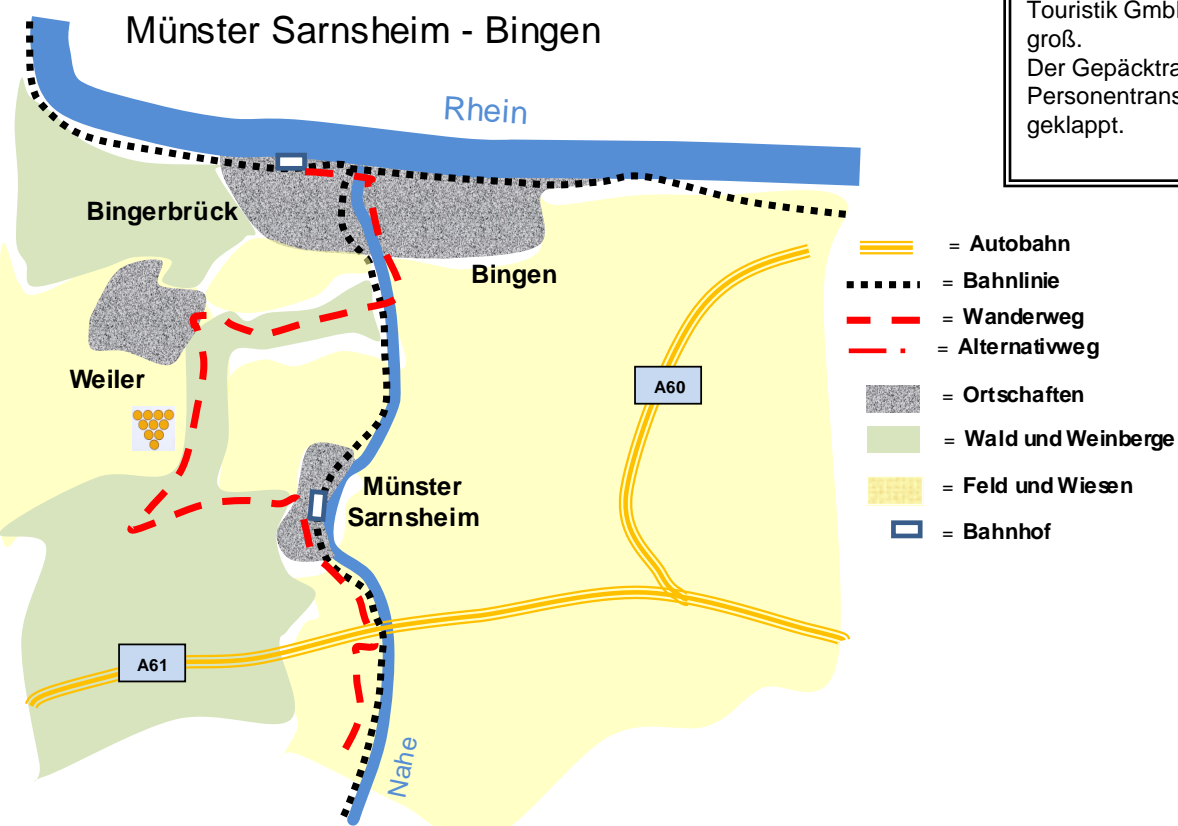 Münster Sarnsheim - Bingen
Touristik Gmb
groß.
Der Gepäcktra
Personentrans
geklappt.
Rhein
Bingerbrück
Bingen
Weiler
A60
Münster
Sarnsheim
A61
Nahe
= Autobahn
= Bahnlinie
= Wanderweg
= Alternativweg
= Ortschaften
= Wald und Weinberge
= Feld und Wiesen
= Bahnhof